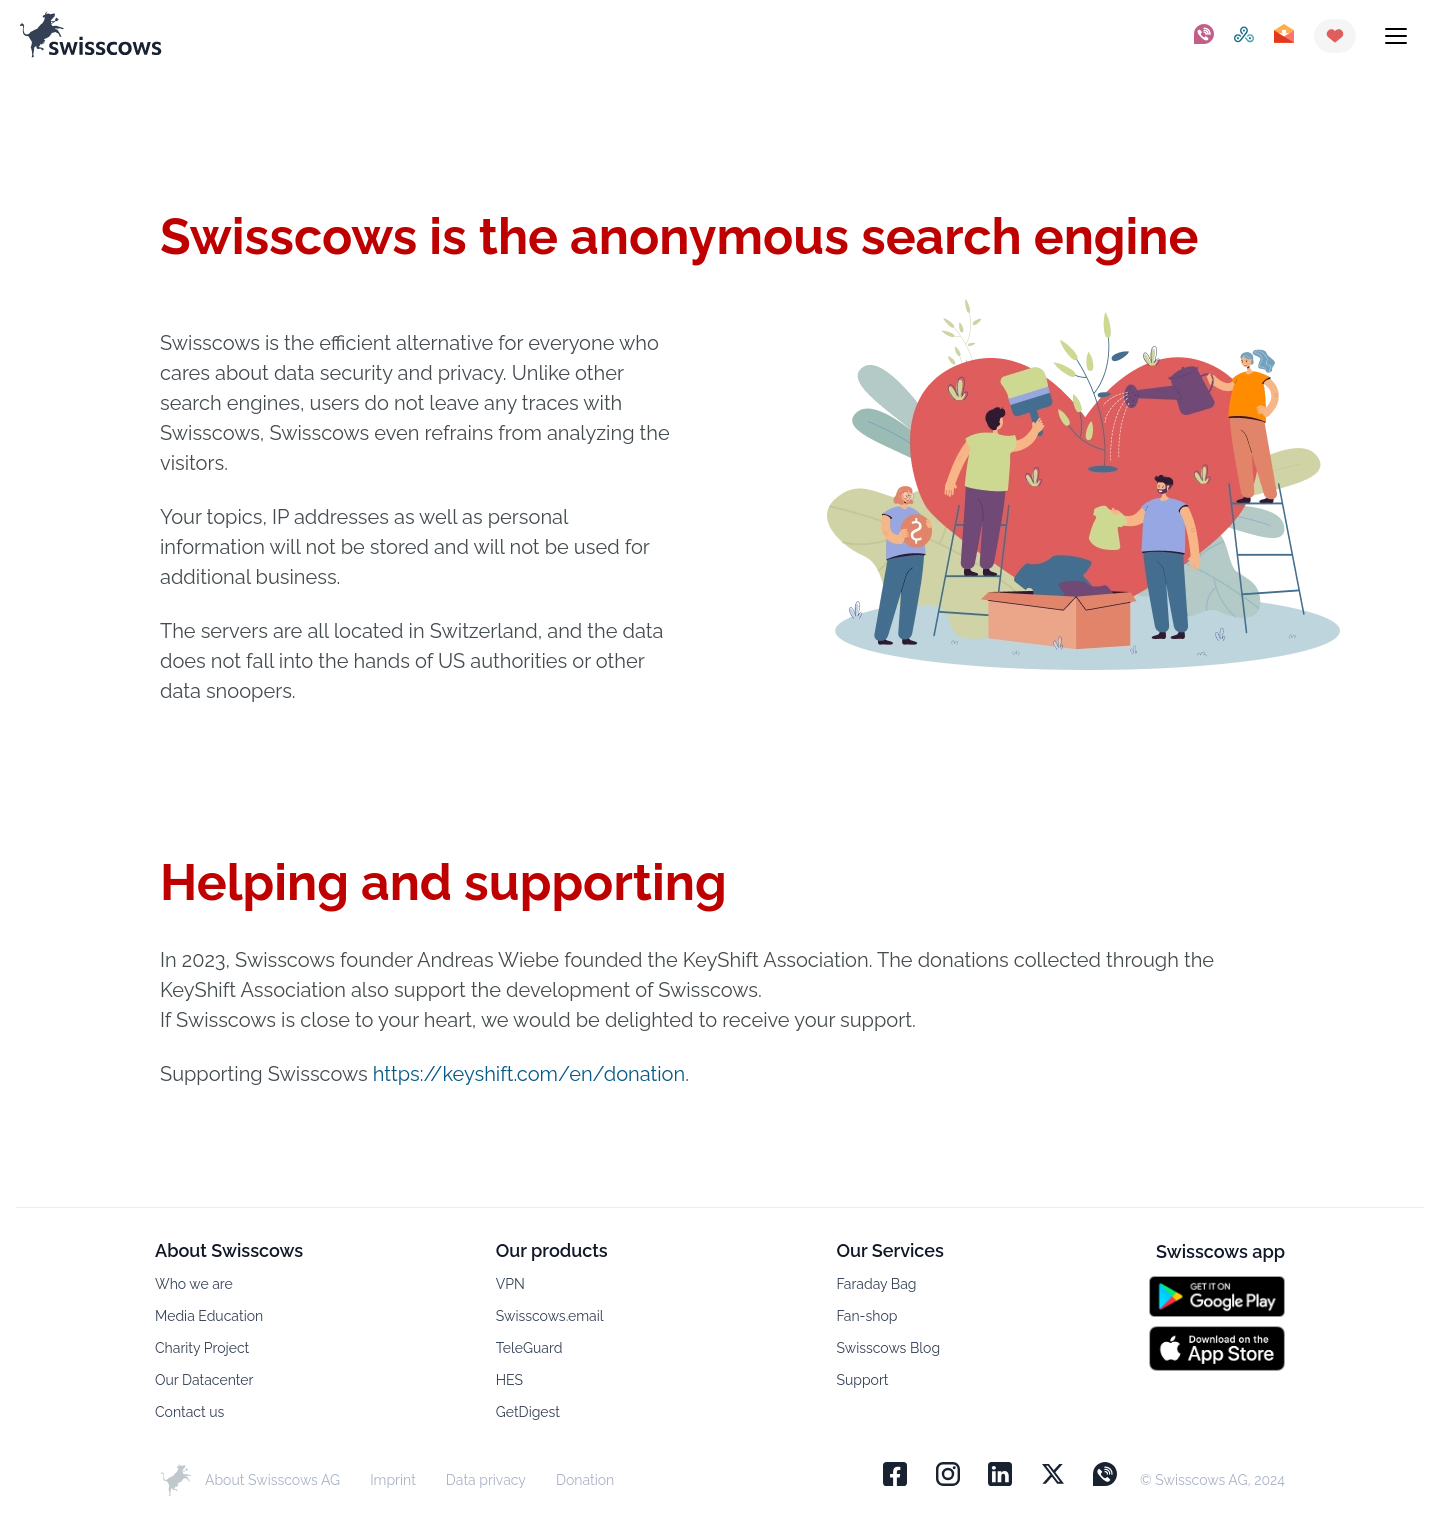 swisscows
Swisscows is the anonymous search engine
Swisscows is the efficient alternative for everyone who
cares about data security and privacy. Unlike other
search engines, users do not leave any traces with
Swisscows, Swisscows even refrains from analyzing the
visitors.
Your topics, IP addresses as well as personal
information will not be stored and will not be used for
additional business.
The servers are all located in Switzerland, and the data
does not fall into the hands of US authorities or other
data snoopers.
Helping and supporting
In 2023, Swisscows founder Andreas Wiebe founded the KeyShift Association. The donations collected through the
KeyShift Association also support the development of Swisscows.
If Swisscows is close to your heart, we would be delighted to receive your support.
Supporting Swisscows https://keyshift.com/en/donation.
About Swisscows
Who we are
Media Education
Charity Project
Our Datacenter
Contact us
Our products
VPN
Swisscows.email
TeleGuard
HES
GetDigest
Our Services
Faraday Bag
Fan-shop
Swisscows Blog
Support
Swisscows app
GET IT ON
Google Play
Download on the
App Store
About Swisscows AG
Imprint
Data privacy
Donation
© Swisscows AG, 2024